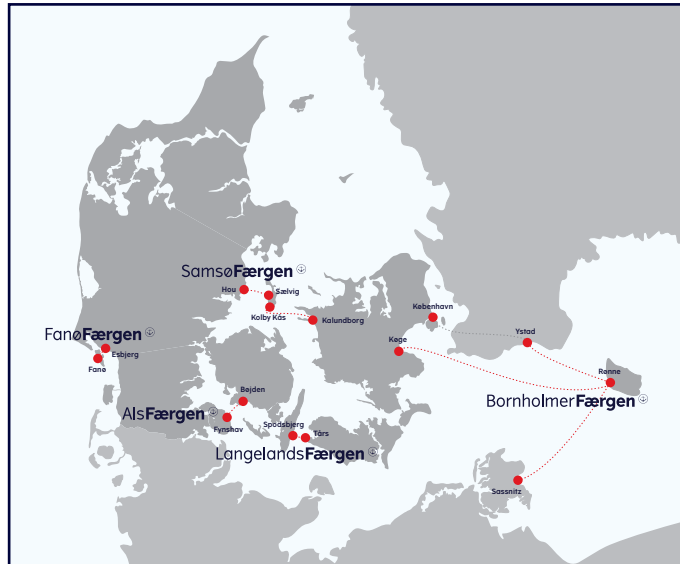 SamsøFærgen
Hou
Sælvig
Kolby Kås
Kalundborg
København
Køge
Ystad
FanøFærgen
Esbjerg
Fanø
Rønne
BornholmerFærgen
Bøjden
AlsFærgen
Fynshav
Spodsbjerg
Tårs
LangelandsFærgen
Sassnitz